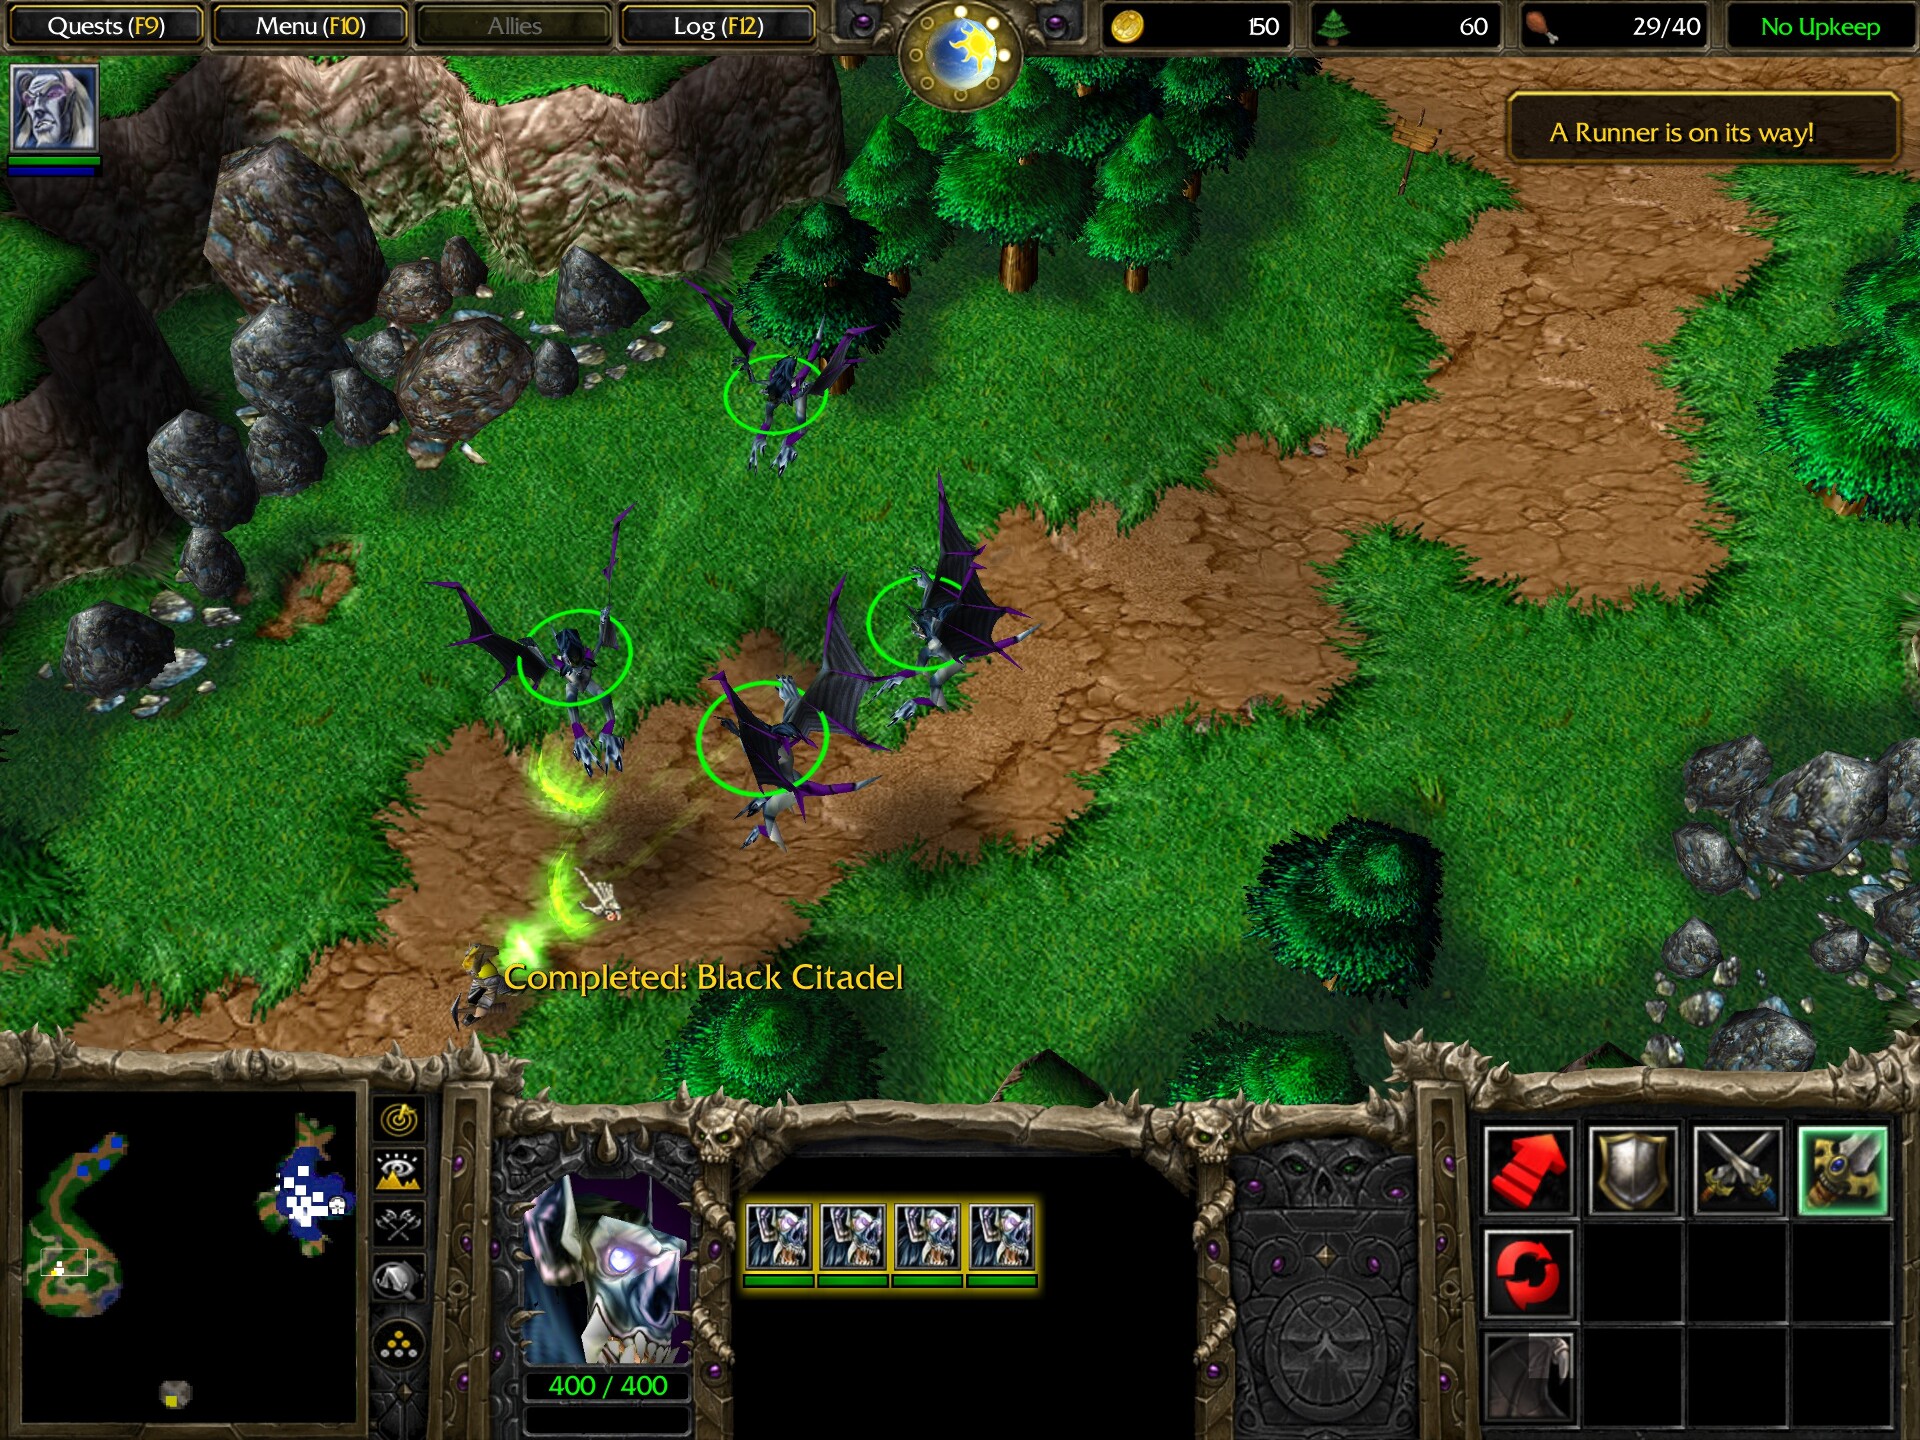 Quests (F9)
Menu (F10)
Allies
Log (F12)
150
60
29/40
No Upkeep
A Runner is on its way!
Completed: Black Citadel
400 / 400